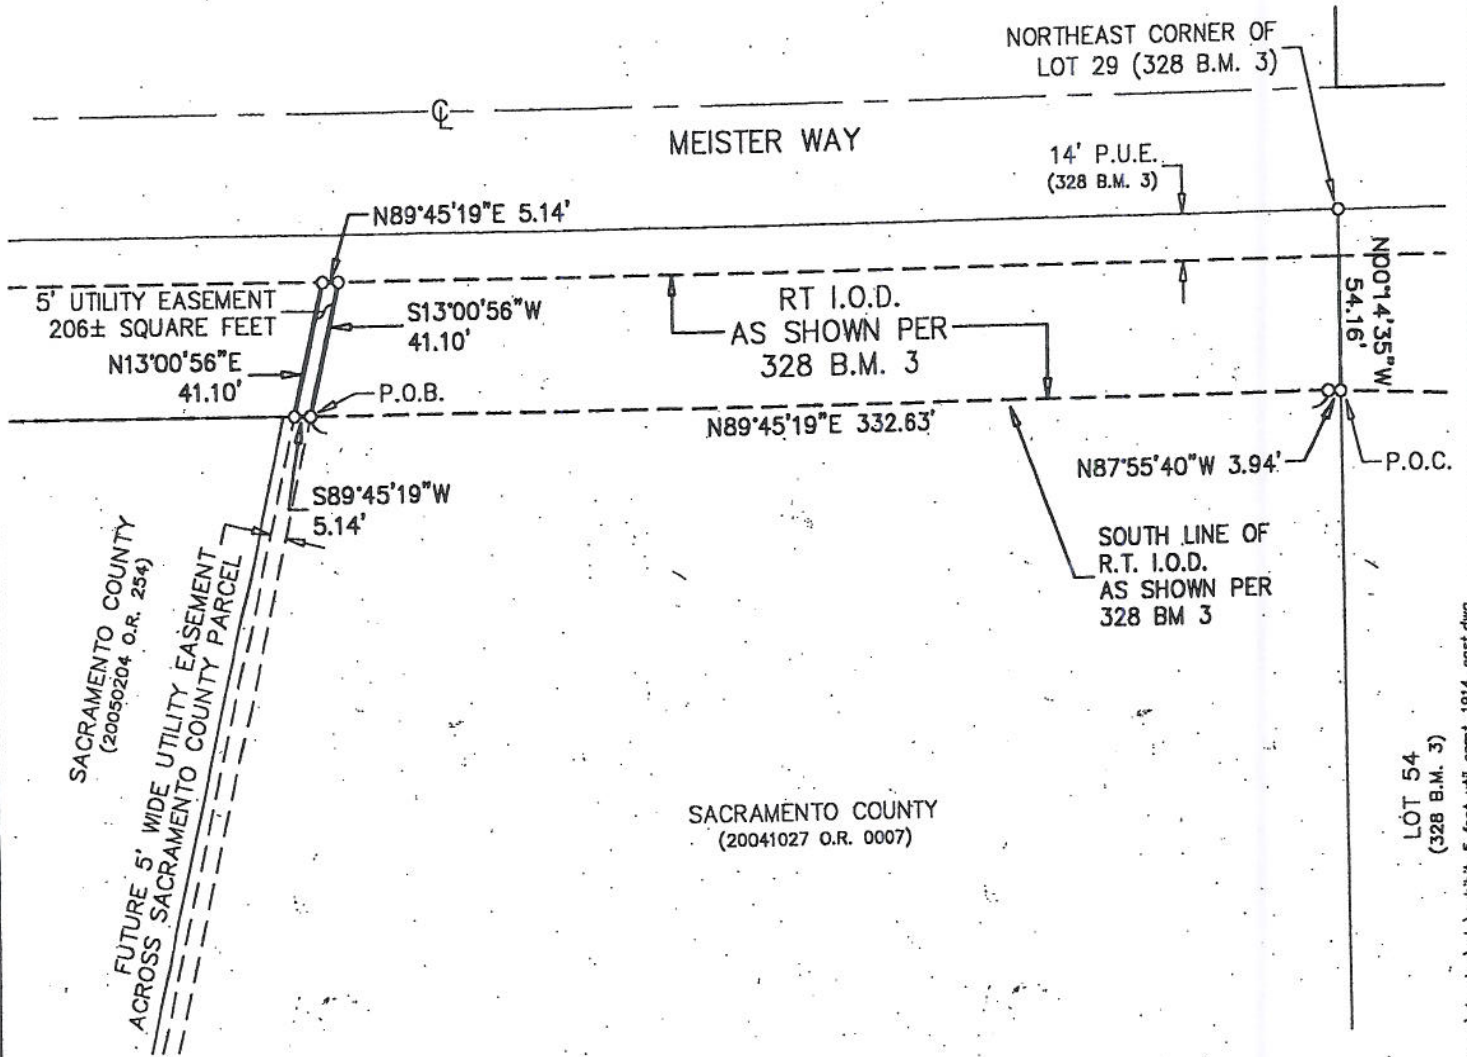 NORTHEAST CORNER OF
LOT 29 (328 B.M. 3)
℄
MEISTER WAY
14' P.U.E.
(328 B.M. 3)
N89°45'19"E 5.14'
N00°14'35"W
54.16'
5' UTILITY EASEMENT
206± SQUARE FEET
S13°00'56"W
41.10'
RT I.O.D.
AS SHOWN PER
328 B.M. 3
N13°00'56"E
41.10'
P.O.B.
N89°45'19"E 332.63'
N87°55'40"W 3.94'
P.O.C.
S89°45'19"W
5.14'
SOUTH LINE OF
R.T. I.O.D.
AS SHOWN PER
328 BM 3
SACRAMENTO COUNTY
(20050204 O.R. 254)
FUTURE 5' WIDE UTILITY EASEMENT
ACROSS SACRAMENTO COUNTY PARCEL
SACRAMENTO COUNTY
(20041027 O.R. 0007)
LOT 54
(328 B.M. 3)